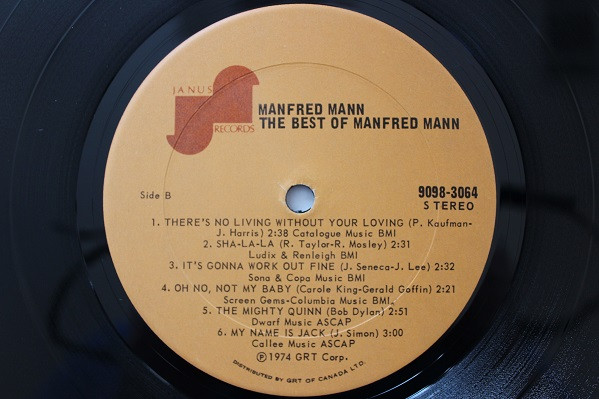 JANUS
RECORDS
MANFRED MANN
THE BEST OF MANFRED MANN
Side B
9098-3064
STEREO
1. THERE'S NO LIVING WITHOUT YOUR LOVING (P. Kaufman-
J. Harris) 2:38 Catalogue Music BMI
2. SHA-LA-LA (R. Taylor-R. Mosley) 2:31
Ludix & Renleigh BMI
3. IT'S GONNA WORK OUT FINE (J. Seneca-J. Lee) 2:32
Sona & Copa Music BMI
4. OH NO, NOT MY BABY (Carole King-Gerald Goffin) 2:21
Screen Gems-Columbia Music BMI
5. THE MIGHTY QUINN (Bob Dylan) 2:51
Dwarf Music ASCAP
6. MY NAME IS JACK (J. Simon) 3:00
Callee Music ASCAP
℗ 1974 GRT Corp.
DISTRIBUTED BY GRT OF CANADA LTD.